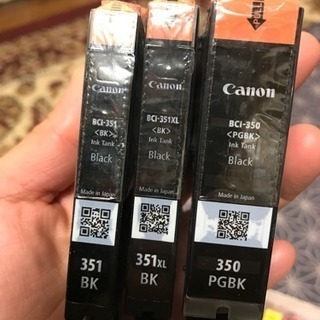 Canon
BCI-351
<BK>
Ink Tank
Black
Made in Japan
351
BK
Canon
BCI-351XL
<BK>
Ink Tank
Black
Made in Japan
351XL
BK
PULL
Canon
BCI-350
<PGBK>
Ink Tank
Black
Made in Japan
350
PGBK